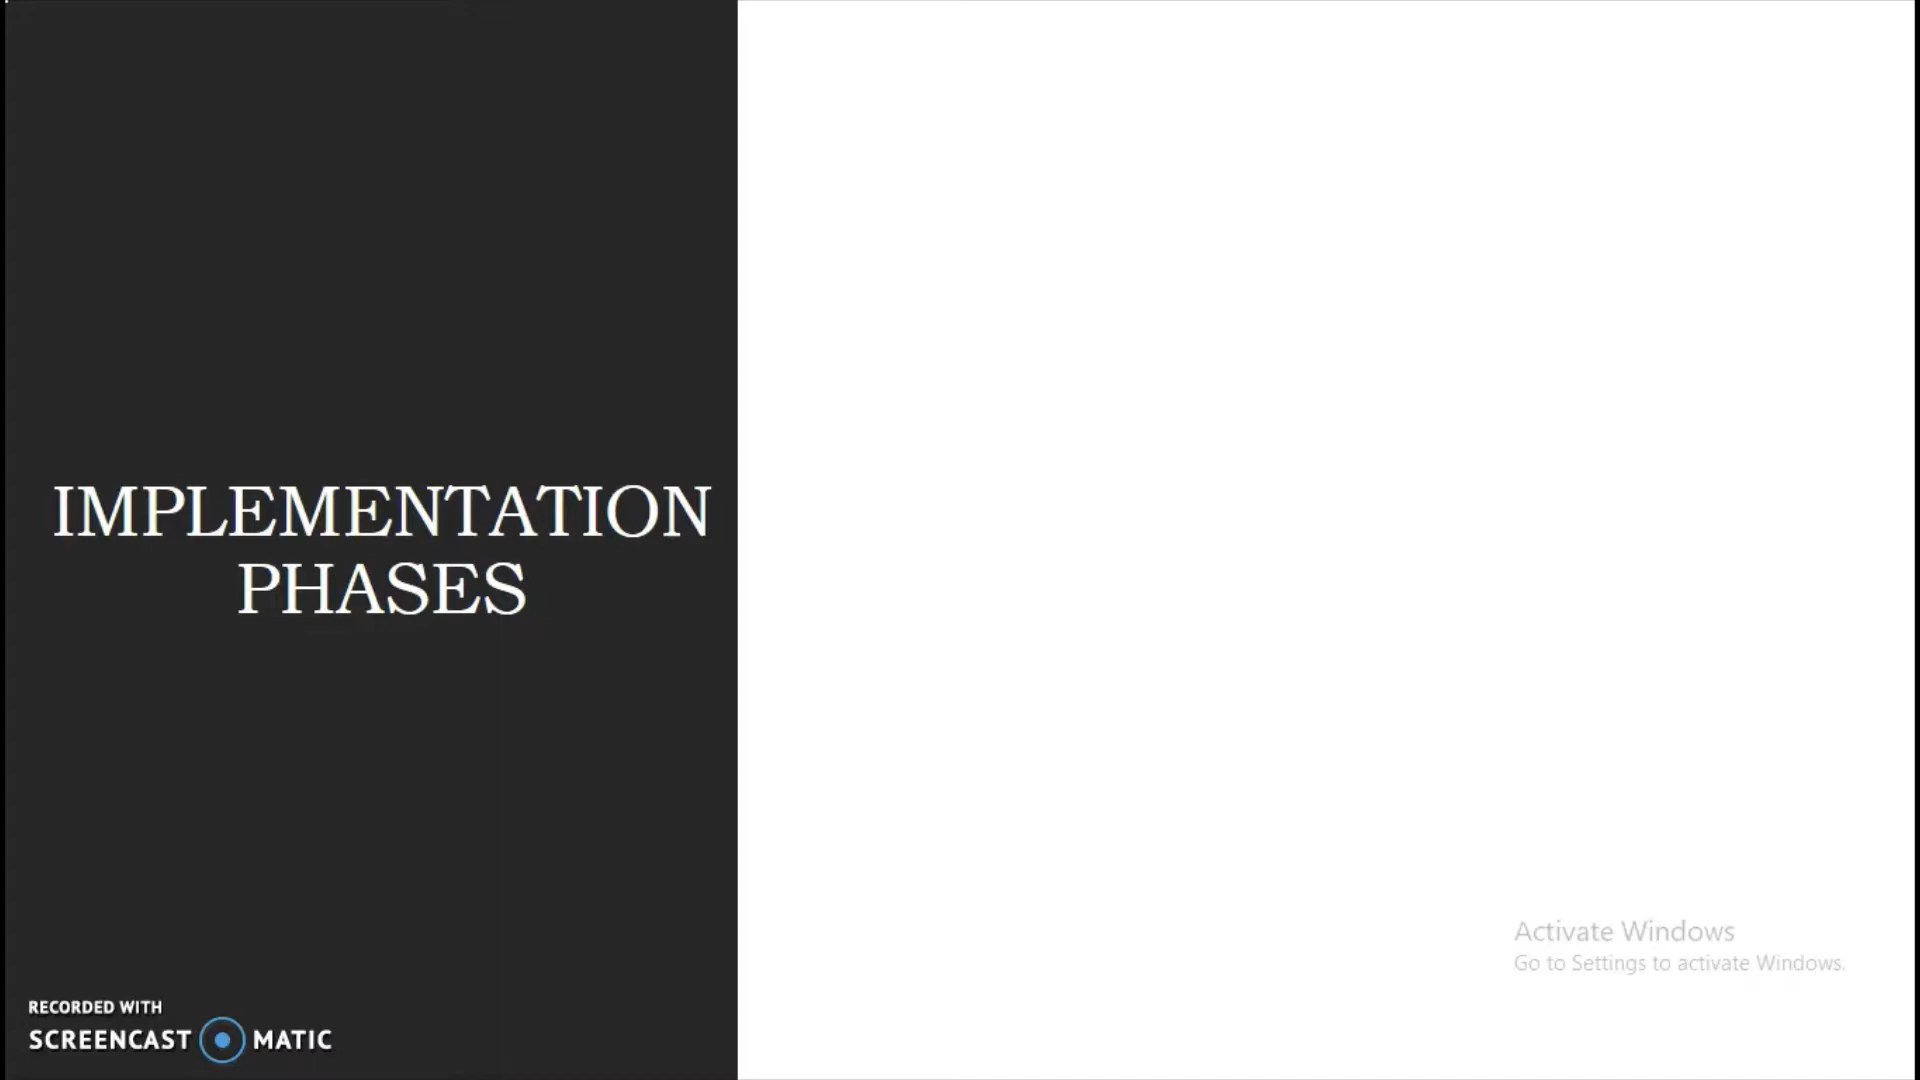 IMPLEMENTATION
PHASES
Activate Windows
Go to Settings to activate Windows.
RECORDED WITH
SCREENCAST MATIC